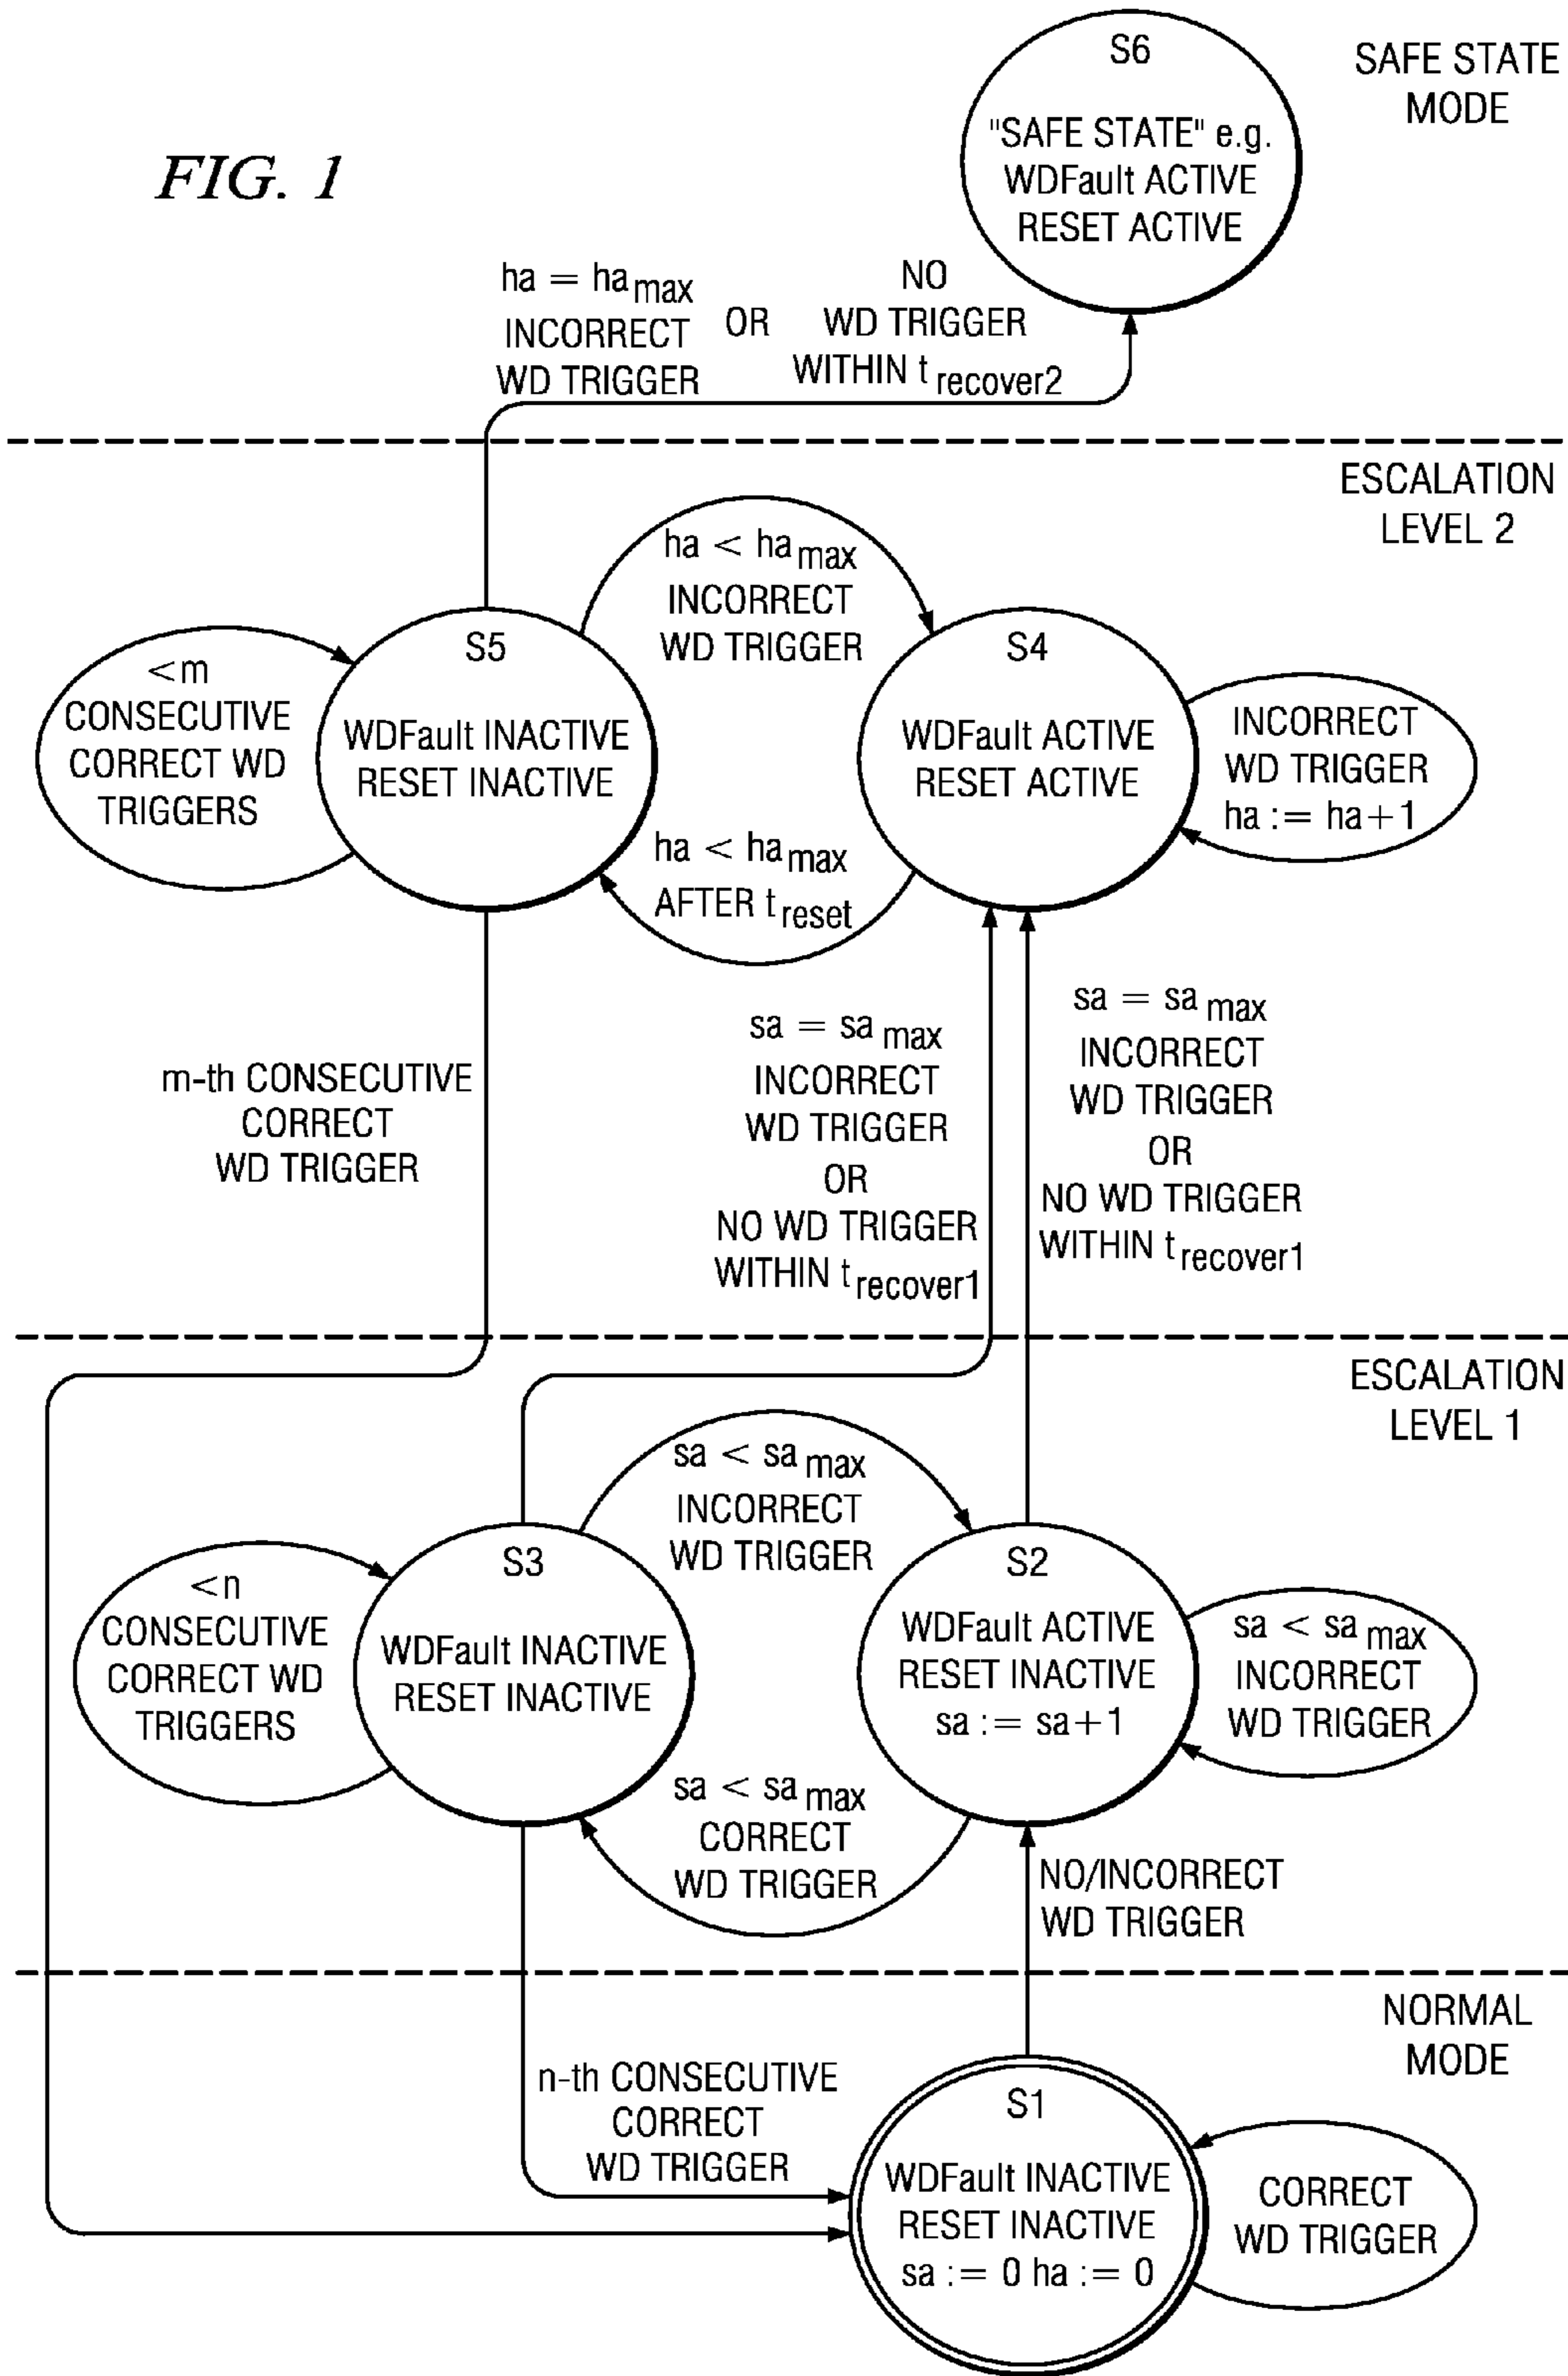 FIG. 1
S6
"SAFE STATE" e.g.
WDFault ACTIVE
RESET ACTIVE
SAFE STATE
MODE
ha = ha max
INCORRECT
WD TRIGGER
OR
NO
WD TRIGGER
WITHIN t recover2
ESCALATION
LEVEL 2
ha < ha max
INCORRECT
WD TRIGGER
S5
WDFault INACTIVE
RESET INACTIVE
<m
CONSECUTIVE
CORRECT WD
TRIGGERS
S4
WDFault ACTIVE
RESET ACTIVE
INCORRECT
WD TRIGGER
ha := ha+1
ha < ha max
AFTER t reset
m-th CONSECUTIVE
CORRECT
WD TRIGGER
sa = sa max
INCORRECT
WD TRIGGER
OR
NO WD TRIGGER
WITHIN t recover1
sa = sa max
INCORRECT
WD TRIGGER
OR
NO WD TRIGGER
WITHIN t recover1
ESCALATION
LEVEL 1
sa < sa max
INCORRECT
WD TRIGGER
S3
WDFault INACTIVE
RESET INACTIVE
<n
CONSECUTIVE
CORRECT WD
TRIGGERS
S2
WDFault ACTIVE
RESET INACTIVE
sa := sa+1
sa < sa max
INCORRECT
WD TRIGGER
sa < sa max
CORRECT
WD TRIGGER
NO/INCORRECT
WD TRIGGER
NORMAL
MODE
n-th CONSECUTIVE
CORRECT
WD TRIGGER
S1
WDFault INACTIVE
RESET INACTIVE
sa := 0 ha := 0
CORRECT
WD TRIGGER